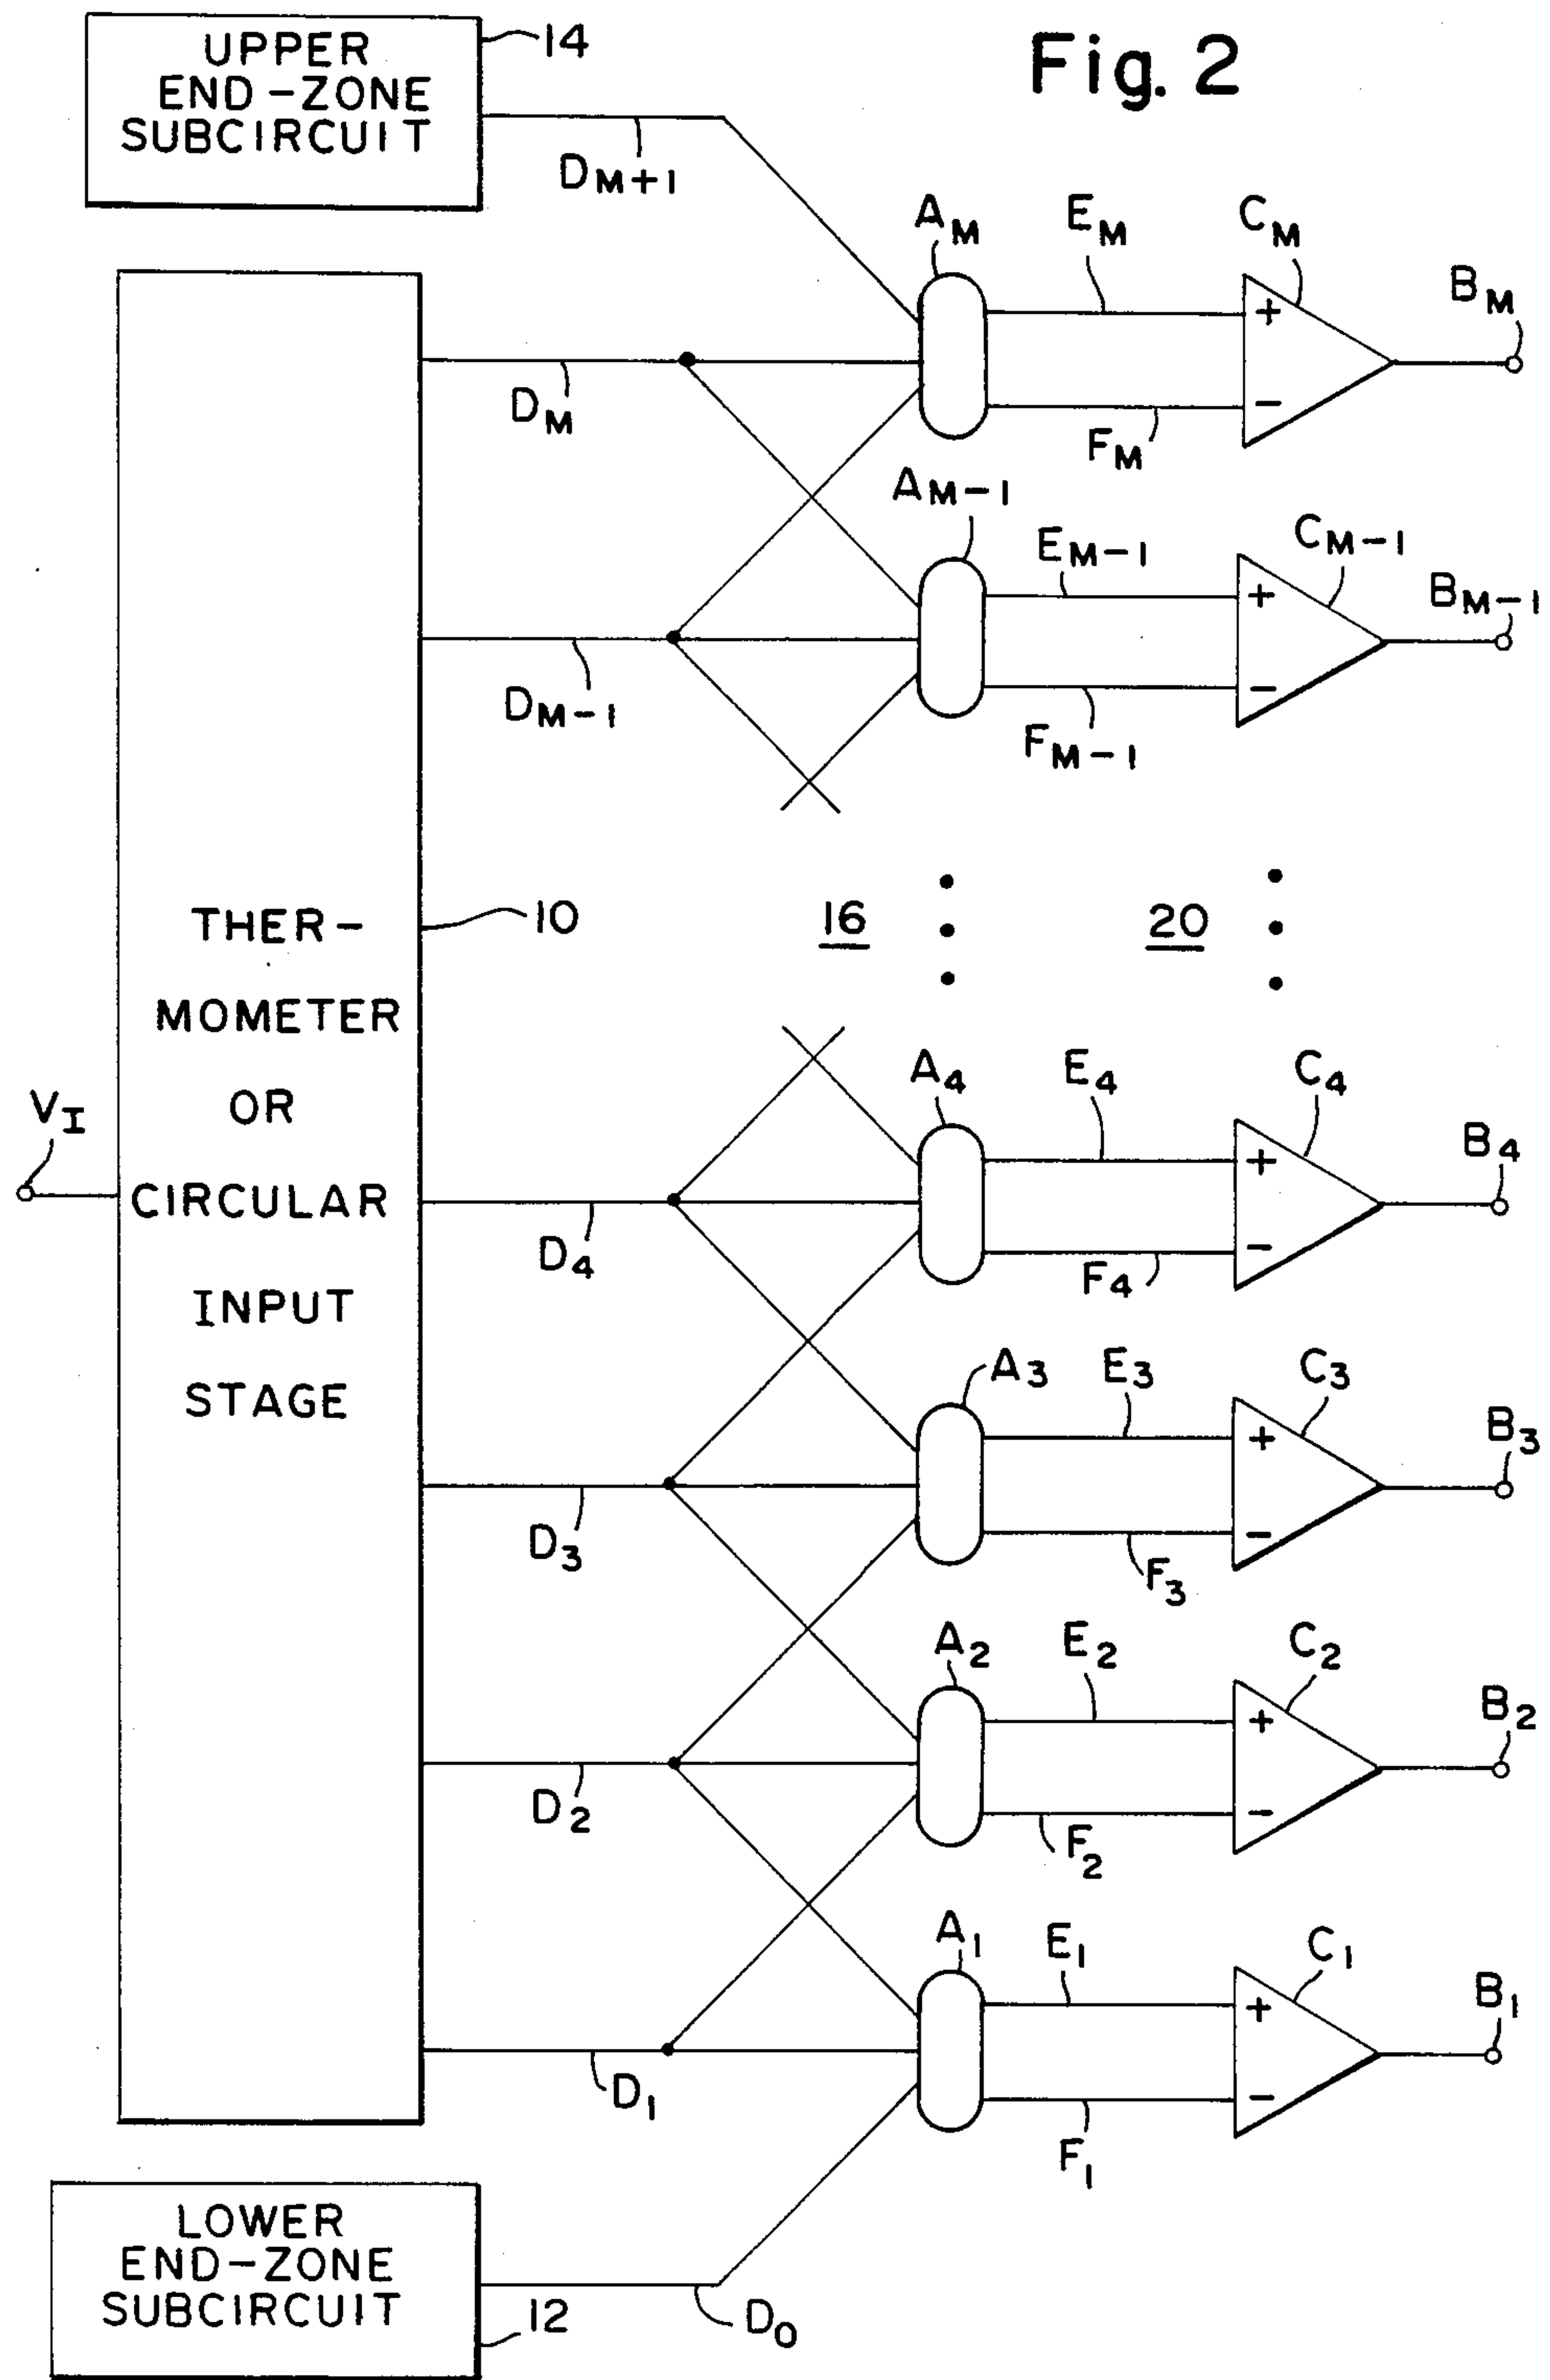 Fig. 2
UPPER
END-ZONE
SUBCIRCUIT
14
DM+1
AM
EM
CM
BM
+
−
DM
FM
AM-1
EM-1
CM-1
BM-1
+
−
DM-1
FM-1
THER-
MOMETER
OR
CIRCULAR
INPUT
STAGE
10
16
20
VI
A4
E4
C4
B4
+
−
D4
F4
A3
E3
C3
B3
+
−
D3
F3
A2
E2
C2
B2
+
−
D2
F2
A1
E1
C1
B1
+
−
D1
F1
LOWER
END-ZONE
SUBCIRCUIT
12
D0